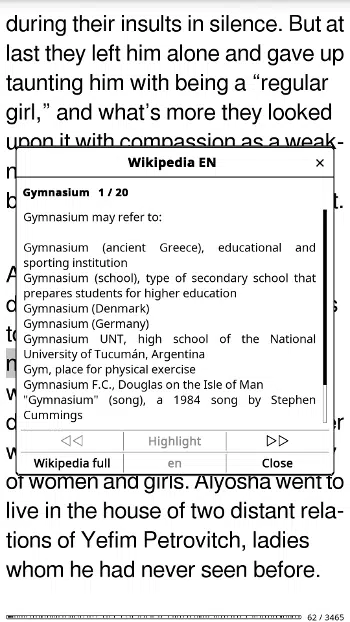 during their insults in silence. But at
last they left him alone and gave up
taunting him with being a “regular
girl,” and what’s more they looked
upon it with compassion as a weak-
Wikipedia EN ×
Gymnasium 1 / 20
Gymnasium may refer to:
Gymnasium (ancient Greece), educational and
sporting institution
Gymnasium (school), type of secondary school that
prepares students for higher education
Gymnasium (Denmark)
Gymnasium (Germany)
Gymnasium UNT, high school of the National
University of Tucumán, Argentina
Gym, place for physical exercise
Gymnasium F.C., Douglas on the Isle of Man
"Gymnasium" (song), a 1984 song by Stephen
Cummings
Highlight
Wikipedia full en Close
of women and girls. Alyosha went to
live in the house of two distant rela-
tions of Yefim Petrovitch, ladies
whom he had never seen before.
62 / 3465